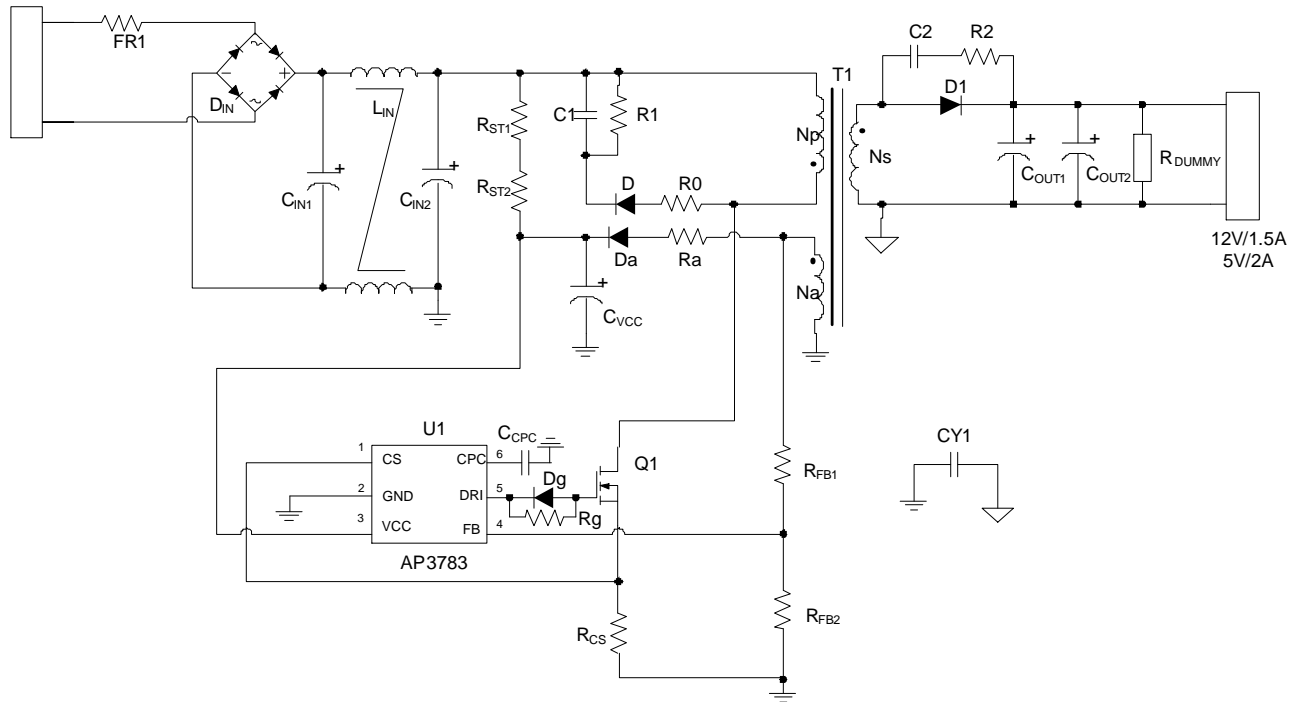 FR1
~
-
+
~
DIN
LIN
CIN1
+
CIN2
+
RST1
RST2
C1
R1
D
R0
Da
Ra
CVCC
+
T1
Np
Na
Ns
C2
R2
D1
COUT1
+
COUT2
+
RDUMMY
12V/1.5A
5V/2A
U1
1
CS
2
GND
3
VCC
CPC
6
DRI
5
FB
4
AP3783
CCPC
Dg
Rg
Q1
RCS
RFB1
RFB2
CY1